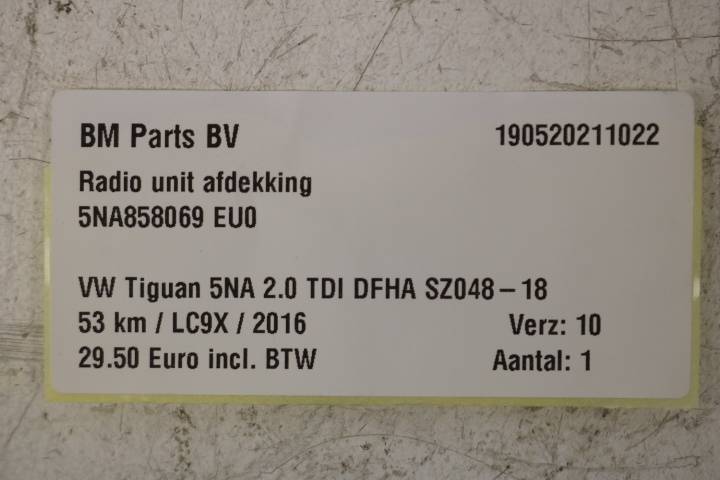 BM Parts BV 190520211022
Radio unit afdekking
5NA858069 EU0
VW Tiguan 5NA 2.0 TDI DFHA SZ048-18
53 km / LC9X / 2016 Verz: 10
29.50 Euro incl. BTW Aantal: 1